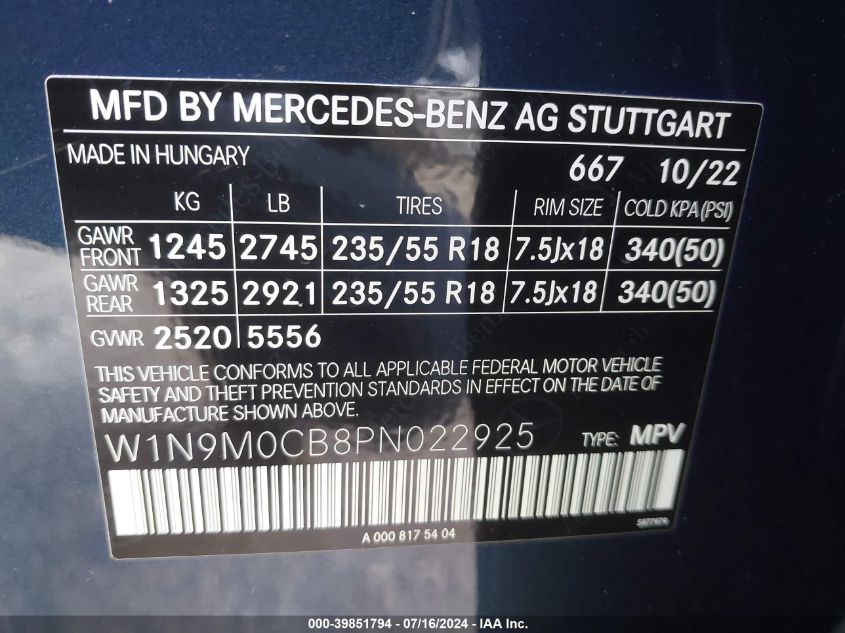 MFD BY MERCEDES-BENZ AG STUTTGART
MADE IN HUNGARY 667 10/22
KG LB TIRES RIM SIZE COLD KPA (PSI)
GAWR FRONT 1245 2745 235/55 R18 7.5Jx18 340(50)
GAWR REAR 1325 2921 235/55 R18 7.5Jx18 340(50)
GVWR 2520 5556
THIS VEHICLE CONFORMS TO ALL APPLICABLE FEDERAL MOTOR VEHICLE
SAFETY AND THEFT PREVENTION STANDARDS IN EFFECT ON THE DATE OF
MANUFACTURE SHOWN ABOVE.
W1N9M0CB8PN022925 TYPE: MPV
A 000 817 54 04
000-39851794 - 07/16/2024 - IAA Inc.